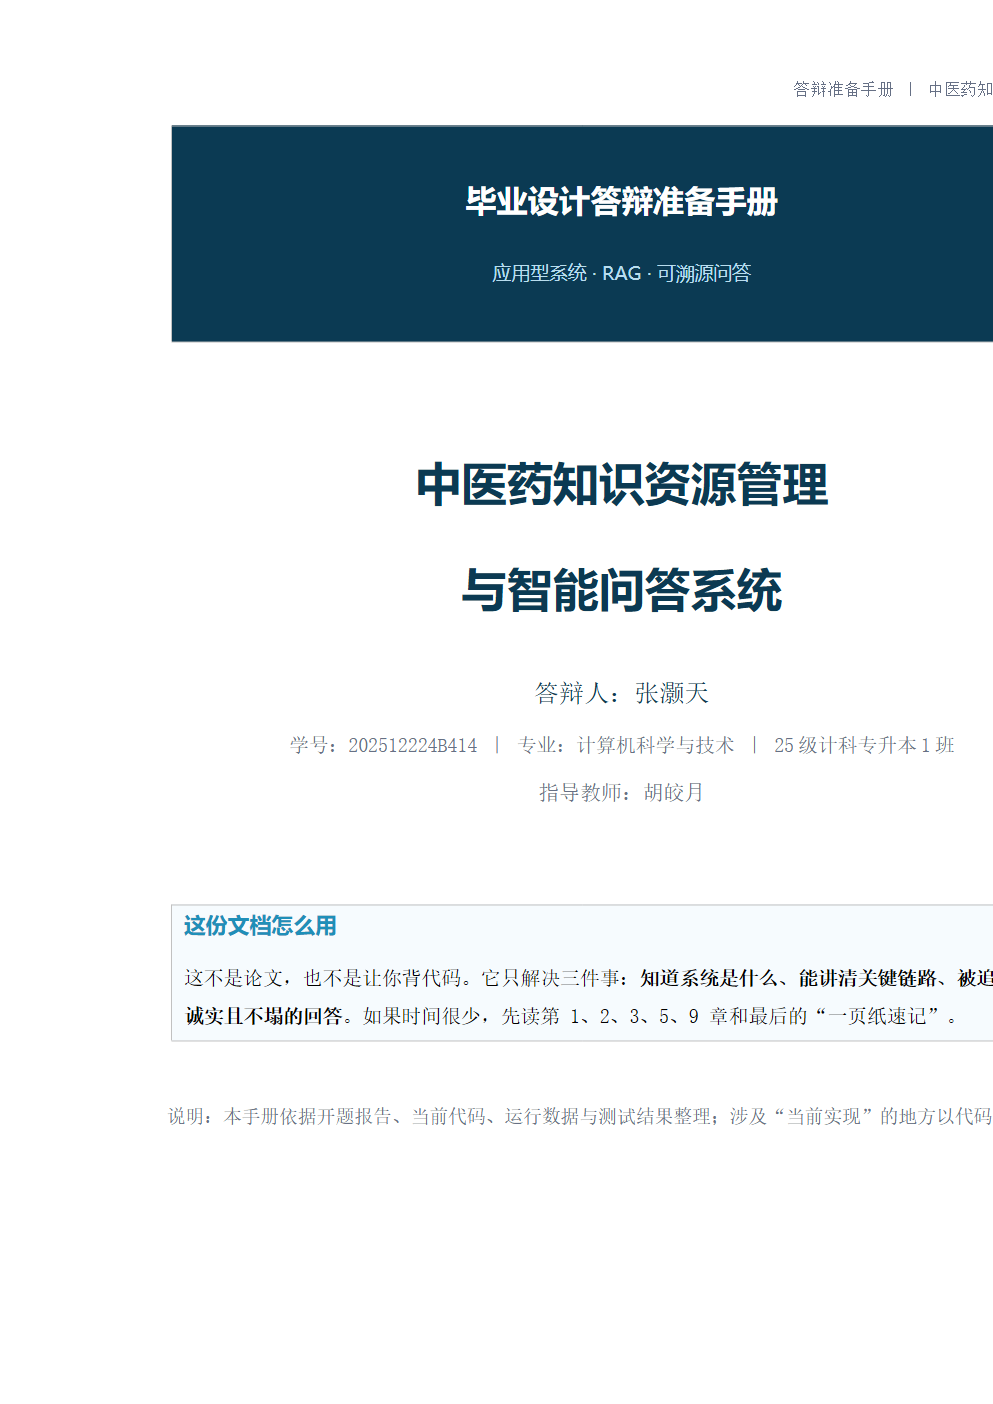 答辩准备手册 | 中医药知
毕业设计答辩准备手册
应用型系统 · RAG · 可溯源问答
中医药知识资源管理
与智能问答系统
答辩人：张灏天
学号：202512224B414 | 专业：计算机科学与技术 | 25 级计科专升本 1 班
指导教师：胡皎月
这份文档怎么用
这不是论文，也不是让你背代码。它只解决三件事：知道系统是什么、能讲清关键链路、被追
诚实且不塌的回答。如果时间很少，先读第 1、2、3、5、9 章和最后的“一页纸速记”。
说明：本手册依据开题报告、当前代码、运行数据与测试结果整理；涉及“当前实现”的地方以代码